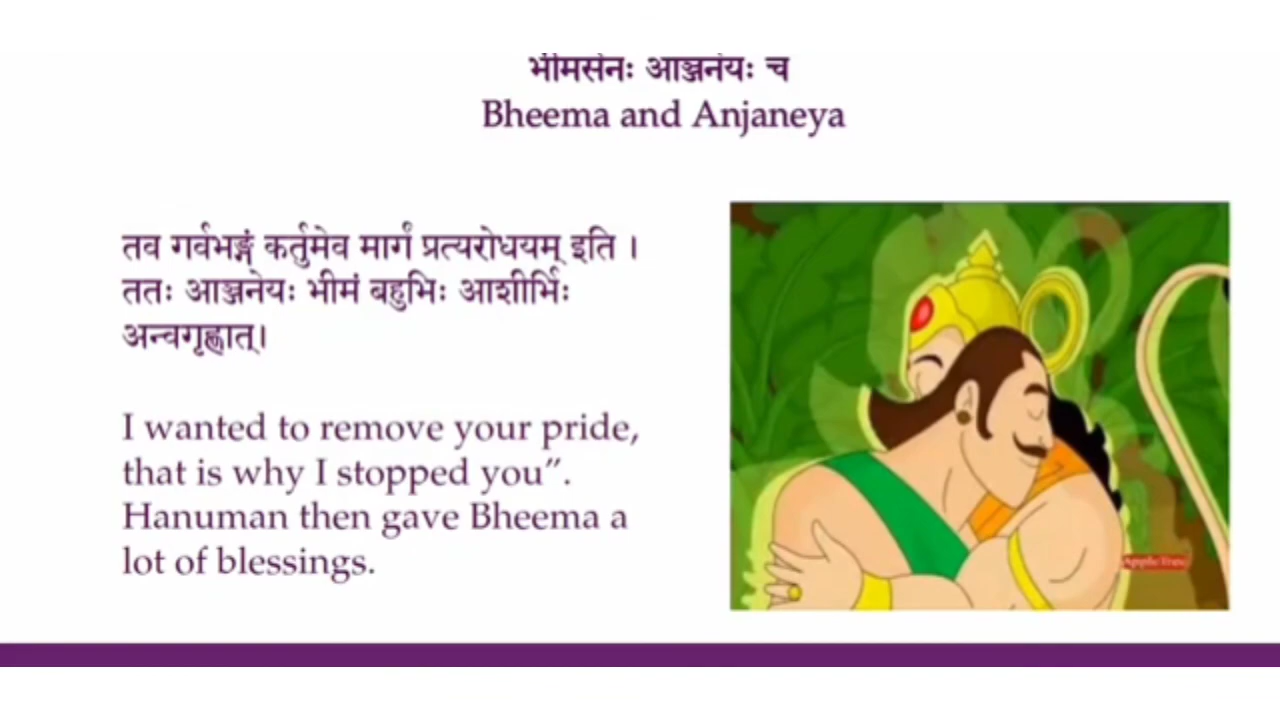 भीमसेनः आञ्जनेयः च
Bheema and Anjaneya
तव गर्वभङ्गं कर्तुमेव मार्गं प्रत्यरोधयम् इति ।
ततः आञ्जनेयः भीमं बहुभिः आशीर्भिः
अन्वगृह्णात्।
I wanted to remove your pride,
that is why I stopped you”.
Hanuman then gave Bheema a
lot of blessings.